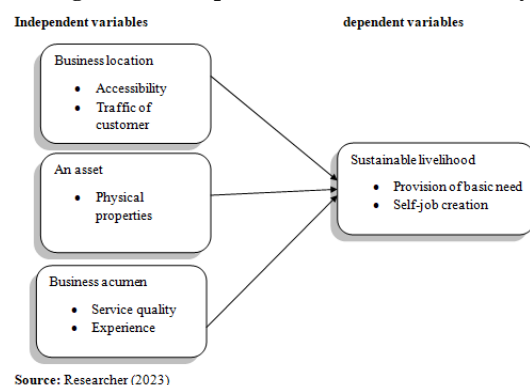 Independent variables
dependent variables
Business location
• Accessibility
• Traffic of
customer
An asset
• Physical
properties
Business acumen
• Service quality
• Experience
Sustainable livelihood
• Provision of basic need
• Self-job creation
Source: Researcher (2023)